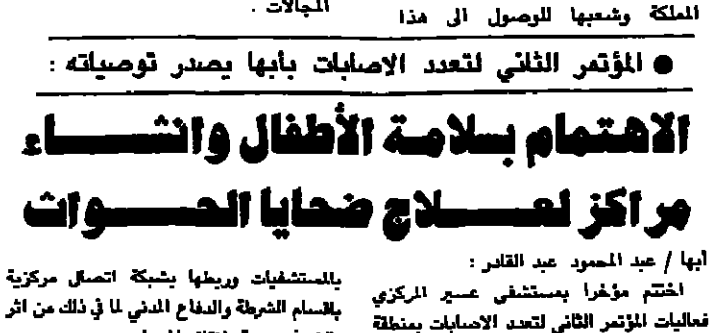 المملكة وشعبها للوصول الى هذا
المجالات .
● المؤتمر الثاني لتعدد الاصابات بأبها يصدر توصياته :
الاهتمام بسلامة الأطفال وانشاء
مراكز لعلاج ضحايا الحواث
أبها / عبد المحمود عبد القادر :
اختتم مؤخرا بمستشفى عسير المركزي
فعاليات المؤتمر الثاني لتعدد الاصابات بمنطقة
بالمستشفيات وربطها بشبكة اتصال مركزية
باقسام الشرطة والدفاع المدني لما في ذلك من اثر